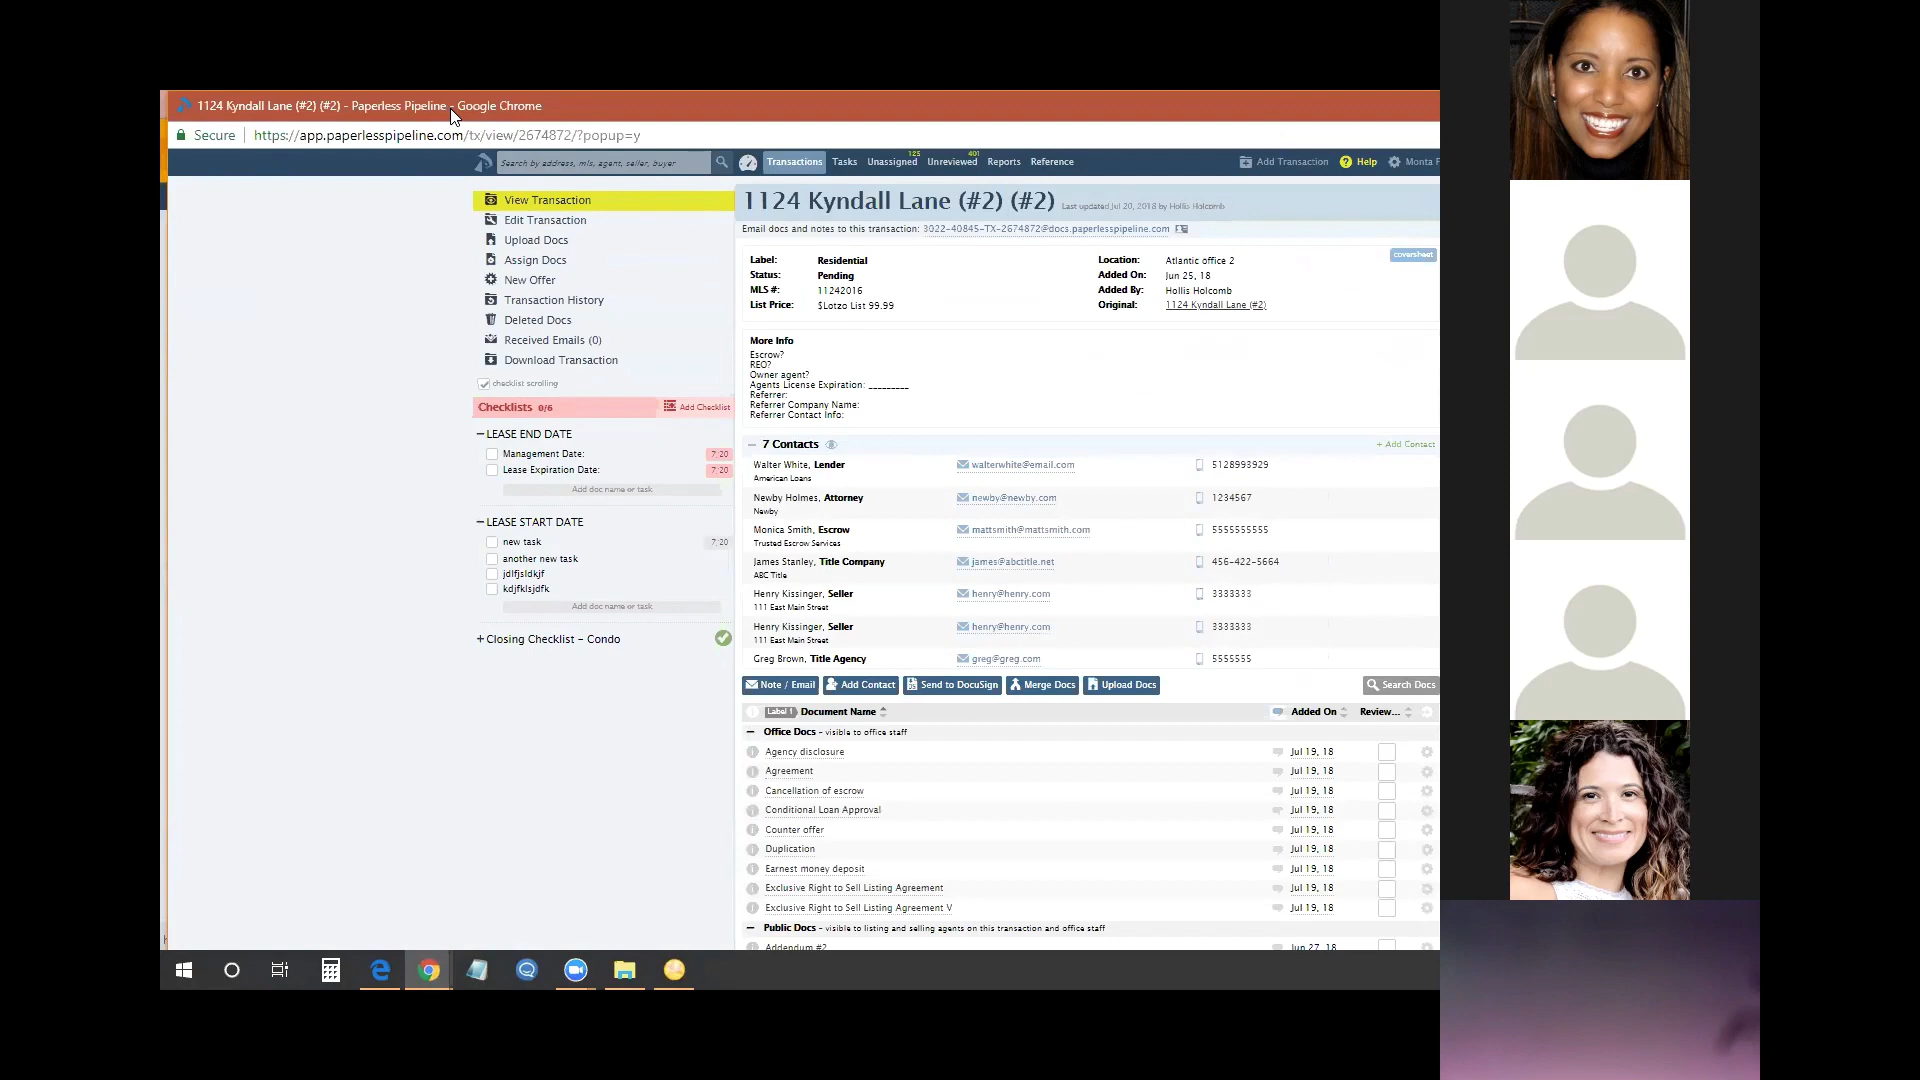 1124 Kyndall Lane (#2) (#2) - Paperless Pipeline - Google Chrome
Secure https://app.paperlesspipeline.com/tx/view/2674872/?popup=y
Search by address, mls, agent, seller, buyer
Transactions Tasks Unassigned 125 Unreviewed 401 Reports Reference Add Transaction Help Monta
View Transaction
Edit Transaction
Upload Docs
Assign Docs
New Offer
Transaction History
Deleted Docs
Received Emails (0)
Download Transaction
checklist scrolling
Checklists 0/6 Add Checklist
LEASE END DATE
Management Date: 7/20
Lease Expiration Date: 7/20
Add doc name or task
LEASE START DATE
new task 7/20
another new task
jdlfjsldkjf
kdjfklsjdfk
Add doc name or task
+ Closing Checklist – Condo
1124 Kyndall Lane (#2) (#2) Last updated Jul 20, 2018 by Hollis Holcomb
Email docs and notes to this transaction: 3022-40845-TX-2674872@docs.paperlesspipeline.com
coversheet
Label: Residential Location: Atlantic office 2
Status: Pending Added On: Jun 25, 18
MLS #: 11242016 Added By: Hollis Holcomb
List Price: $Lotzo List 99.99 Original: 1124 Kyndall Lane (#2)
More Info
Escrow?
REO?
Owner agent?
Agents License Expiration: _________
Referrer:
Referrer Company Name:
Referrer Contact Info:
7 Contacts + Add Contact
Walter White, Lender walterwhite@email.com 5128993929
American Loans
Newby Holmes, Attorney newby@newby.com 1234567
Newby
Monica Smith, Escrow mattsmith@mattsmith.com 5555555555
Trusted Escrow Services
James Stanley, Title Company james@abctitle.net 456-422-5664
ABC Title
Henry Kissinger, Seller henry@henry.com 3333333
111 East Main Street
Henry Kissinger, Seller henry@henry.com 3333333
111 East Main Street
Greg Brown, Title Agency greg@greg.com 5555555
Note / Email Add Contact Send to DocuSign Merge Docs Upload Docs Search Docs
Label 1 Document Name Added On Review...
Office Docs - visible to office staff
Agency disclosure Jul 19, 18
Agreement Jul 19, 18
Cancellation of escrow Jul 19, 18
Conditional Loan Approval Jul 19, 18
Counter offer Jul 19, 18
Duplication Jul 19, 18
Earnest money deposit Jul 19, 18
Exclusive Right to Sell Listing Agreement Jul 19, 18
Exclusive Right to Sell Listing Agreement V Jul 19, 18
Public Docs - visible to listing and selling agents on this transaction and office staff
Addendum #2 Jun 27, 18